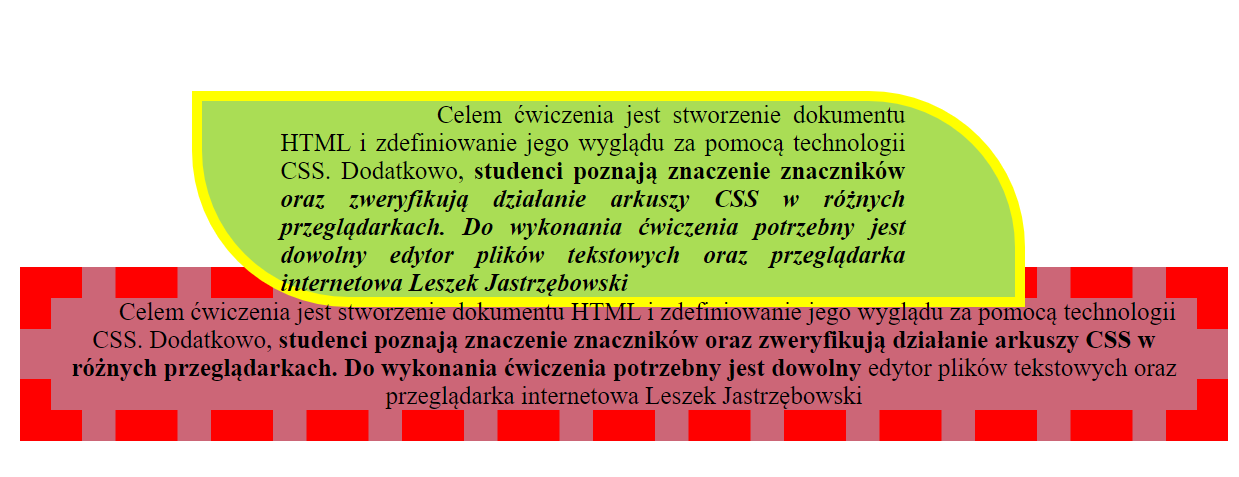 Celem ćwiczenia jest stworzenie dokumentu
HTML i zdefiniowanie jego wyglądu za pomocą technologii
CSS. Dodatkowo, studenci poznają znaczenie znaczników
oraz zweryfikują działanie arkuszy CSS w różnych
przeglądarkach. Do wykonania ćwiczenia potrzebny jest
dowolny edytor plików tekstowych oraz przeglądarka
internetowa Leszek Jastrzębowski
Celem ćwiczenia jest stworzenie dokumentu HTML i zdefiniowanie jego wyglądu za pomocą technologii
CSS. Dodatkowo, studenci poznają znaczenie znaczników oraz zweryfikują działanie arkuszy CSS w
różnych przeglądarkach. Do wykonania ćwiczenia potrzebny jest dowolny edytor plików tekstowych oraz
przeglądarka internetowa Leszek Jastrzębowski